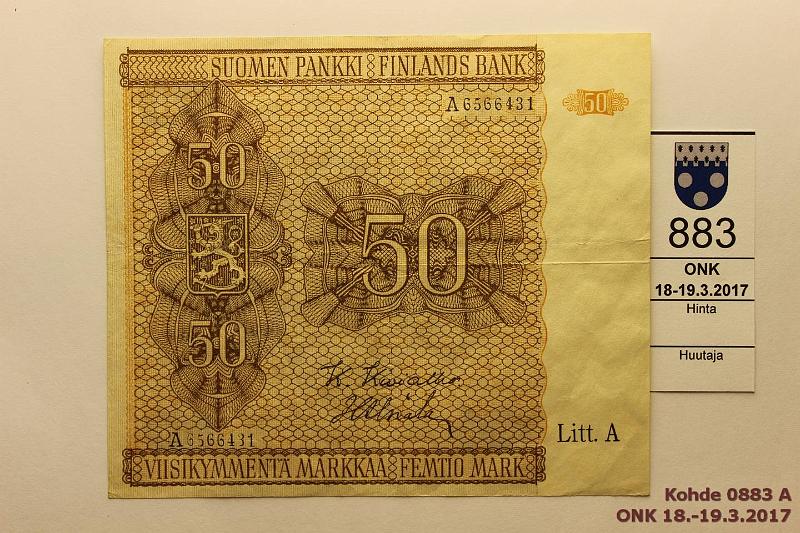 SUOMEN PANKKI FINLANDS BANK
A 6566431
50
50
50
50
K. Kivialho
A 6566431
Litt. A
VIISIKYMMENTÄ MARKKAA FEMTIO MARK
883
ONK
18-19.3.2017
Hinta
Huutaja
Kohde 0883 A
ONK 18.-19.3.2017